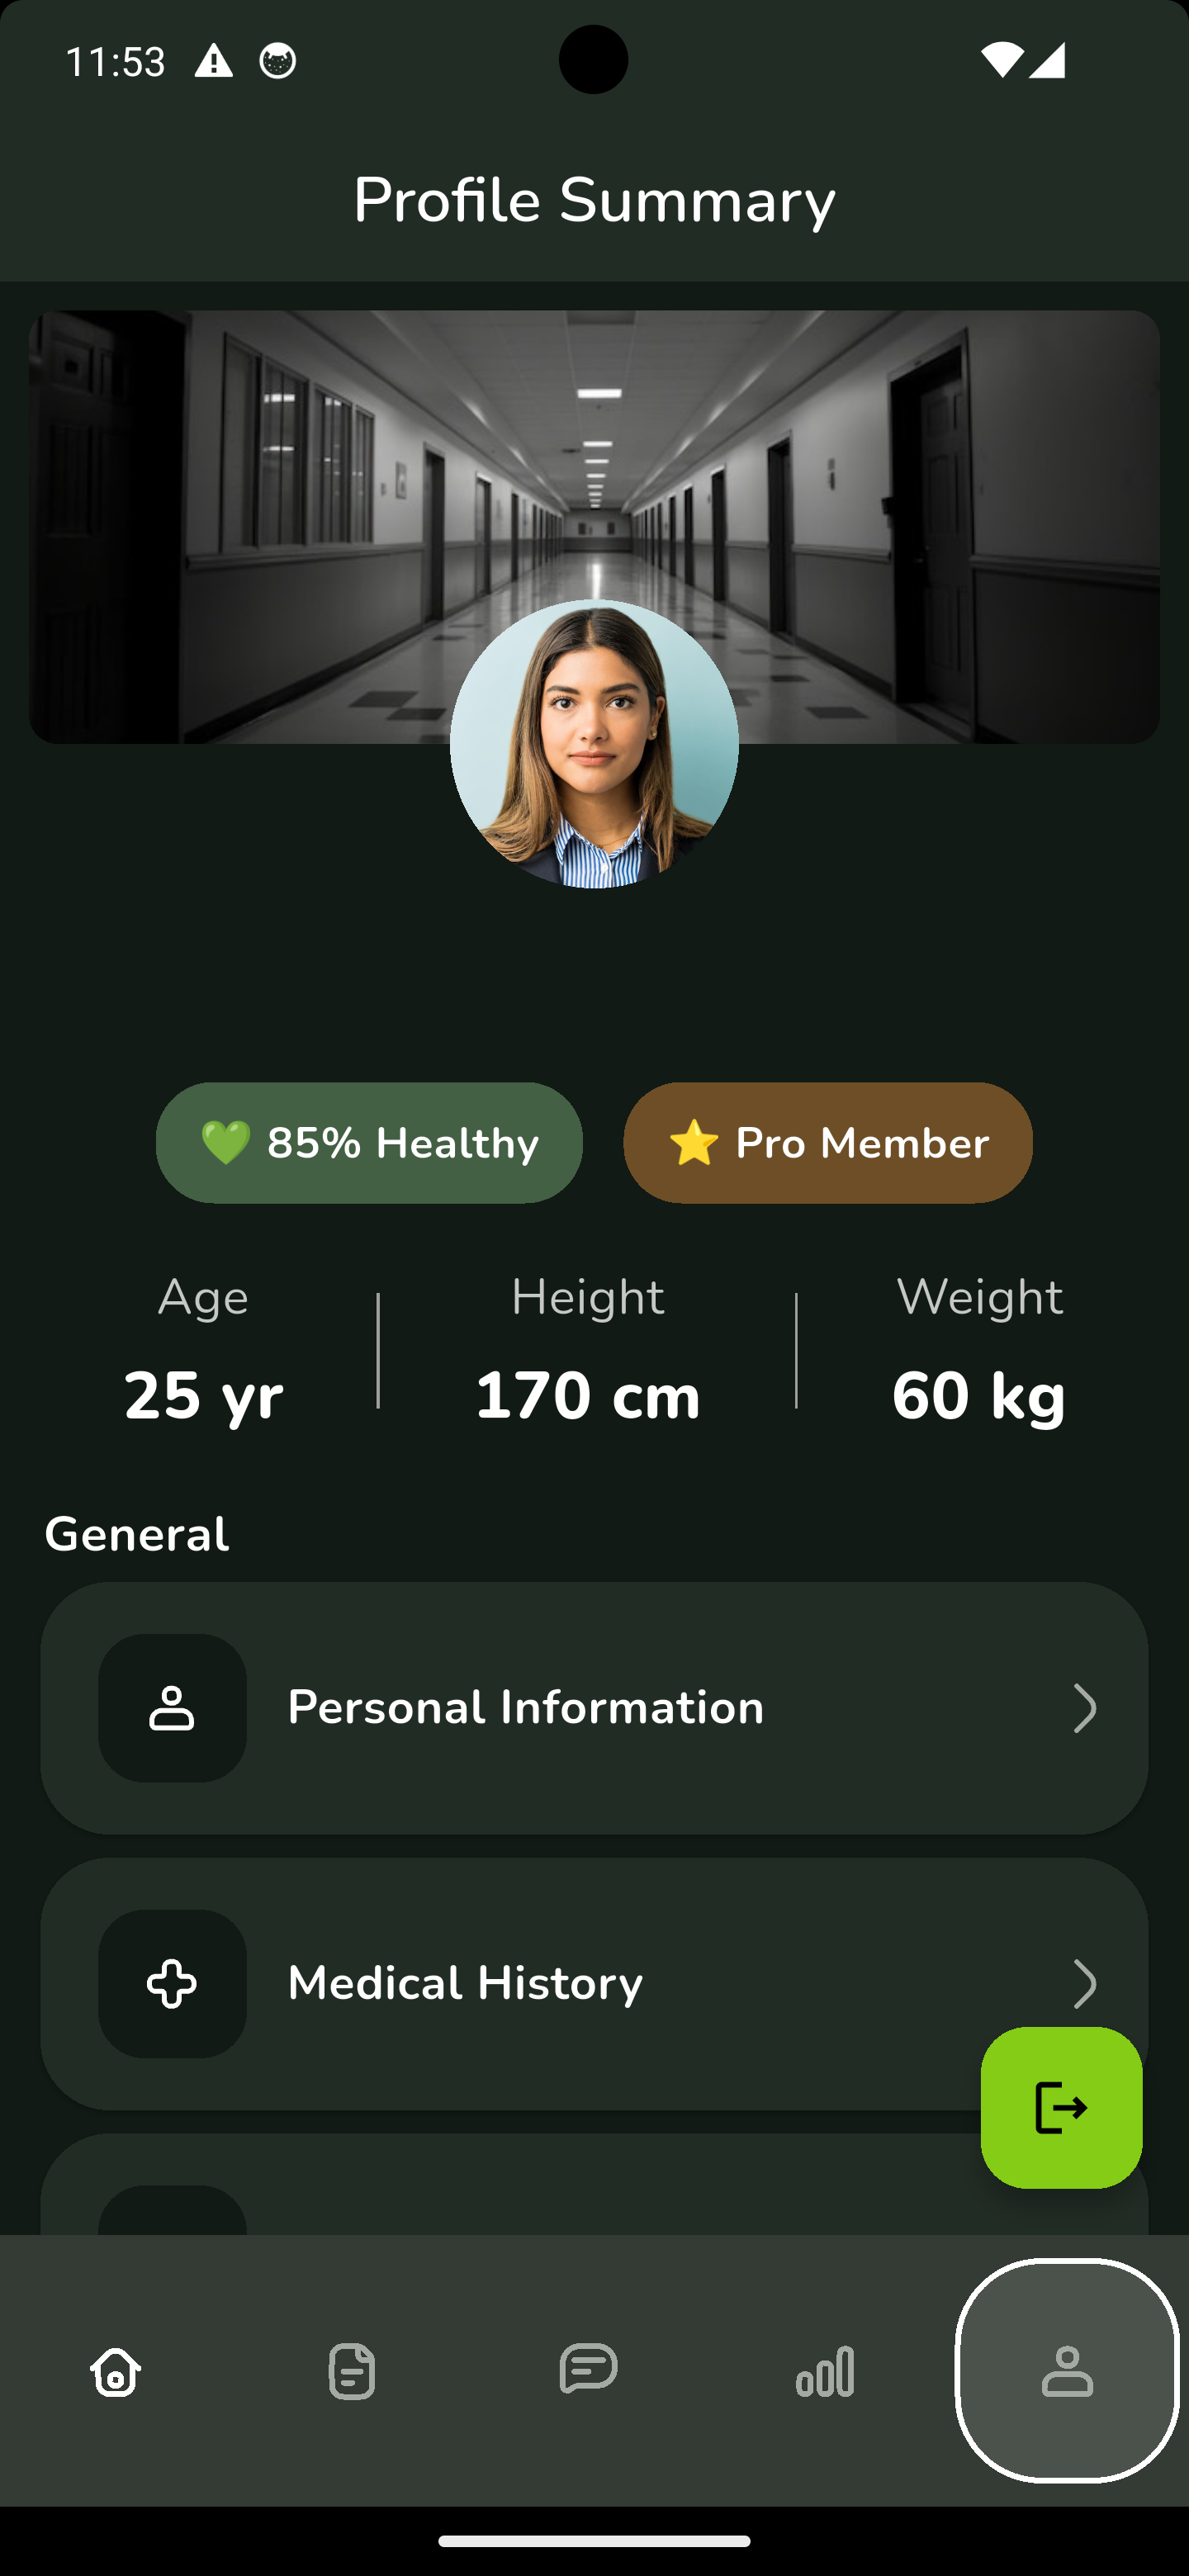 11:53
Profile Summary
💚 85% Healthy
⭐ Pro Member
Age
Height
Weight
25 yr
170 cm
60 kg
General
Personal Information
Medical History